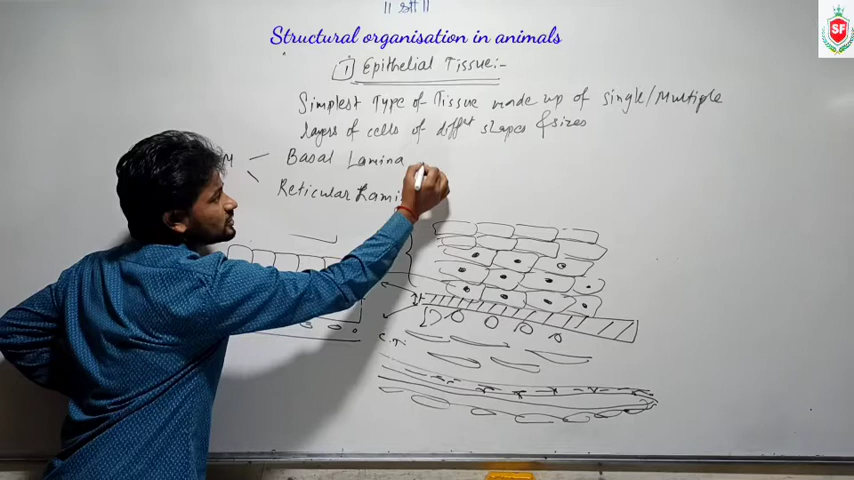 || श्री ||
Structural organisation in animals
SF
1 Epithelial Tissue:-
Simplest Type of Tissue made up of single/Multiple
layers of cells of diffnt shapes & sizes
M
Basal Lamina
Reticular Lami
C.T.